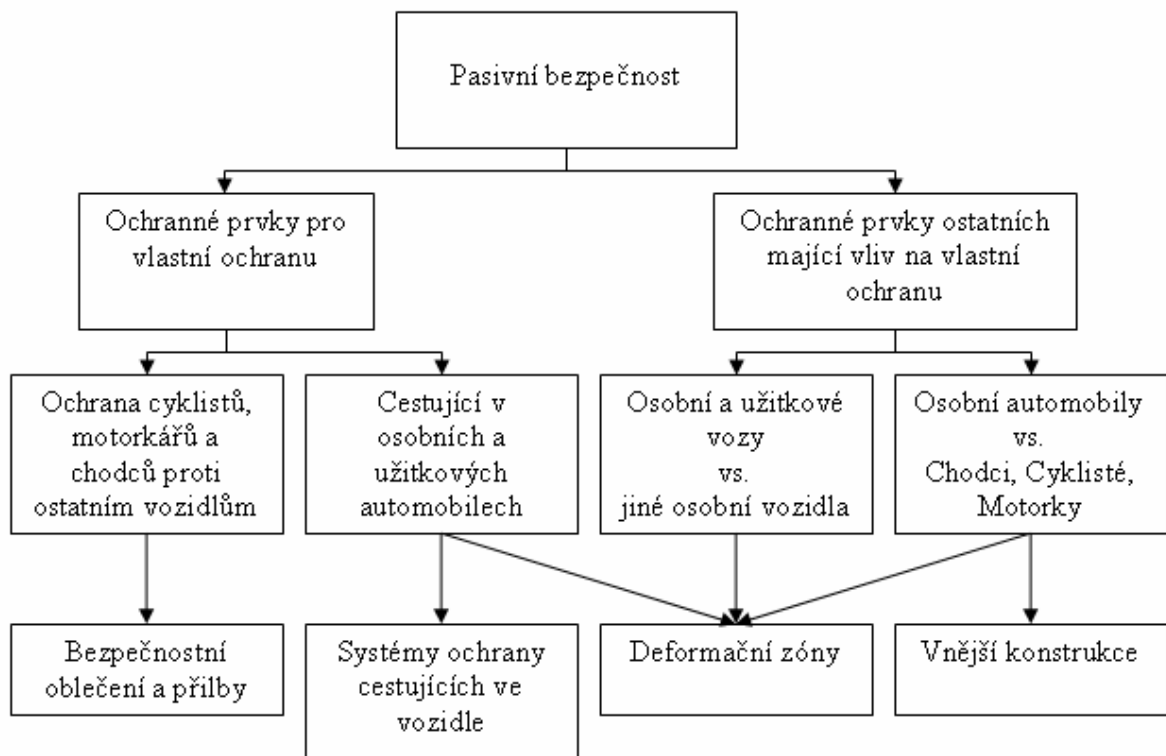 Pasivní bezpečnost
Ochranné prvky pro
vlastní ochranu
Ochranné prvky ostatních
mající vliv na vlastní
ochranu
Ochrana cyklistů,
motorkářů a
chodců proti
ostatním vozidlům
Cestující v
osobních a
užitkových
automobilech
Osobní a užitkové
vozy
vs.
jiné osobní vozidla
Osobní automobily
vs.
Chodci, Cyklisté,
Motorky
Bezpečnostní
oblečení a přilby
Systémy ochrany
cestujících ve
vozidle
Deformační zóny
Vnější konstrukce